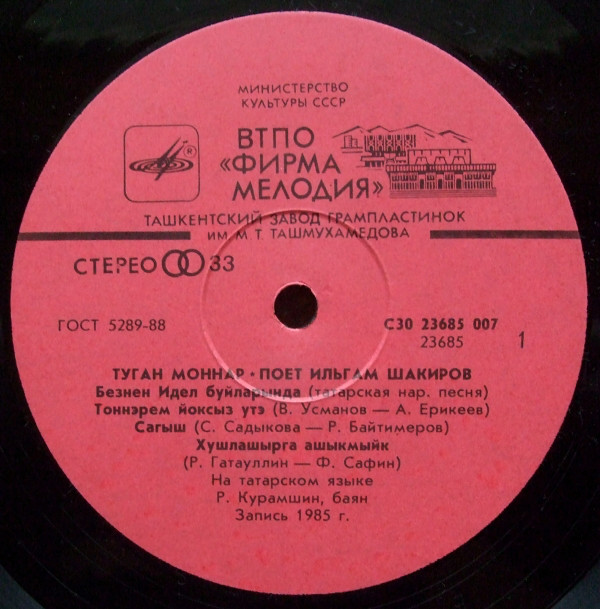 МИНИСТЕРСТВО
КУЛЬТУРЫ СССР
ВТПО
«ФИРМА
МЕЛОДИЯ»
®
ТАШКЕНТСКИЙ ЗАВОД ГРАМПЛАСТИНОК
ИМ М Т. ТАШМУХАМЕДОВА
СТЕРЕО 33
ГОСТ 5289-88
С30 23685 007
23685
1
ТУГАН МОННАР · ПОЕТ ИЛЬГАМ ШАКИРОВ
Безнен Идел буйларында (татарская нар. песня)
Тоннэрем йоксыз утэ (В. Усманов — А. Ерикеев)
Сагыш (С. Садыкова — Р. Байтимеров)
Хушлашырга ашыкмыйк
(Р. Гатауллин — Ф. Сафин)
На татарском языке
Р. Курамшин, баян
Запись 1985 г.